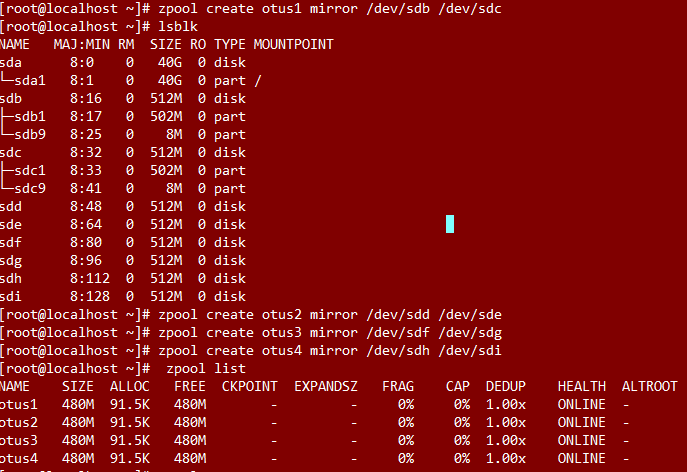 [root@localhost ~]# zpool create otus1 mirror /dev/sdb /dev/sdc
[root@localhost ~]# lsblk
NAME   MAJ:MIN RM  SIZE RO TYPE MOUNTPOINT
sda      8:0    0   40G  0 disk
└─sda1   8:1    0   40G  0 part /
sdb      8:16   0  512M  0 disk
├─sdb1   8:17   0  502M  0 part
└─sdb9   8:25   0    8M  0 part
sdc      8:32   0  512M  0 disk
├─sdc1   8:33   0  502M  0 part
└─sdc9   8:41   0    8M  0 part
sdd      8:48   0  512M  0 disk
sde      8:64   0  512M  0 disk
sdf      8:80   0  512M  0 disk
sdg      8:96   0  512M  0 disk
sdh      8:112  0  512M  0 disk
sdi      8:128  0  512M  0 disk
[root@localhost ~]# zpool create otus2 mirror /dev/sdd /dev/sde
[root@localhost ~]# zpool create otus3 mirror /dev/sdf /dev/sdg
[root@localhost ~]# zpool create otus4 mirror /dev/sdh /dev/sdi
[root@localhost ~]#  zpool list
NAME    SIZE  ALLOC   FREE  CKPOINT  EXPANDSZ   FRAG    CAP  DEDUP    HEALTH  ALTROOT
otus1   480M  91.5K   480M        -         -     0%     0%  1.00x    ONLINE  -
otus2   480M  91.5K   480M        -         -     0%     0%  1.00x    ONLINE  -
otus3   480M  91.5K   480M        -         -     0%     0%  1.00x    ONLINE  -
otus4   480M  91.5K   480M        -         -     0%     0%  1.00x    ONLINE  -